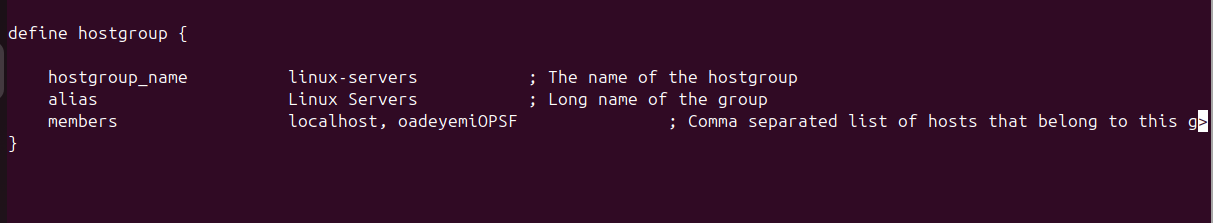 define hostgroup {
hostgroup_name linux-servers ; The name of the hostgroup
alias Linux Servers ; Long name of the group
members localhost, oadeyemiOPSF ; Comma separated list of hosts that belong to this g>
}